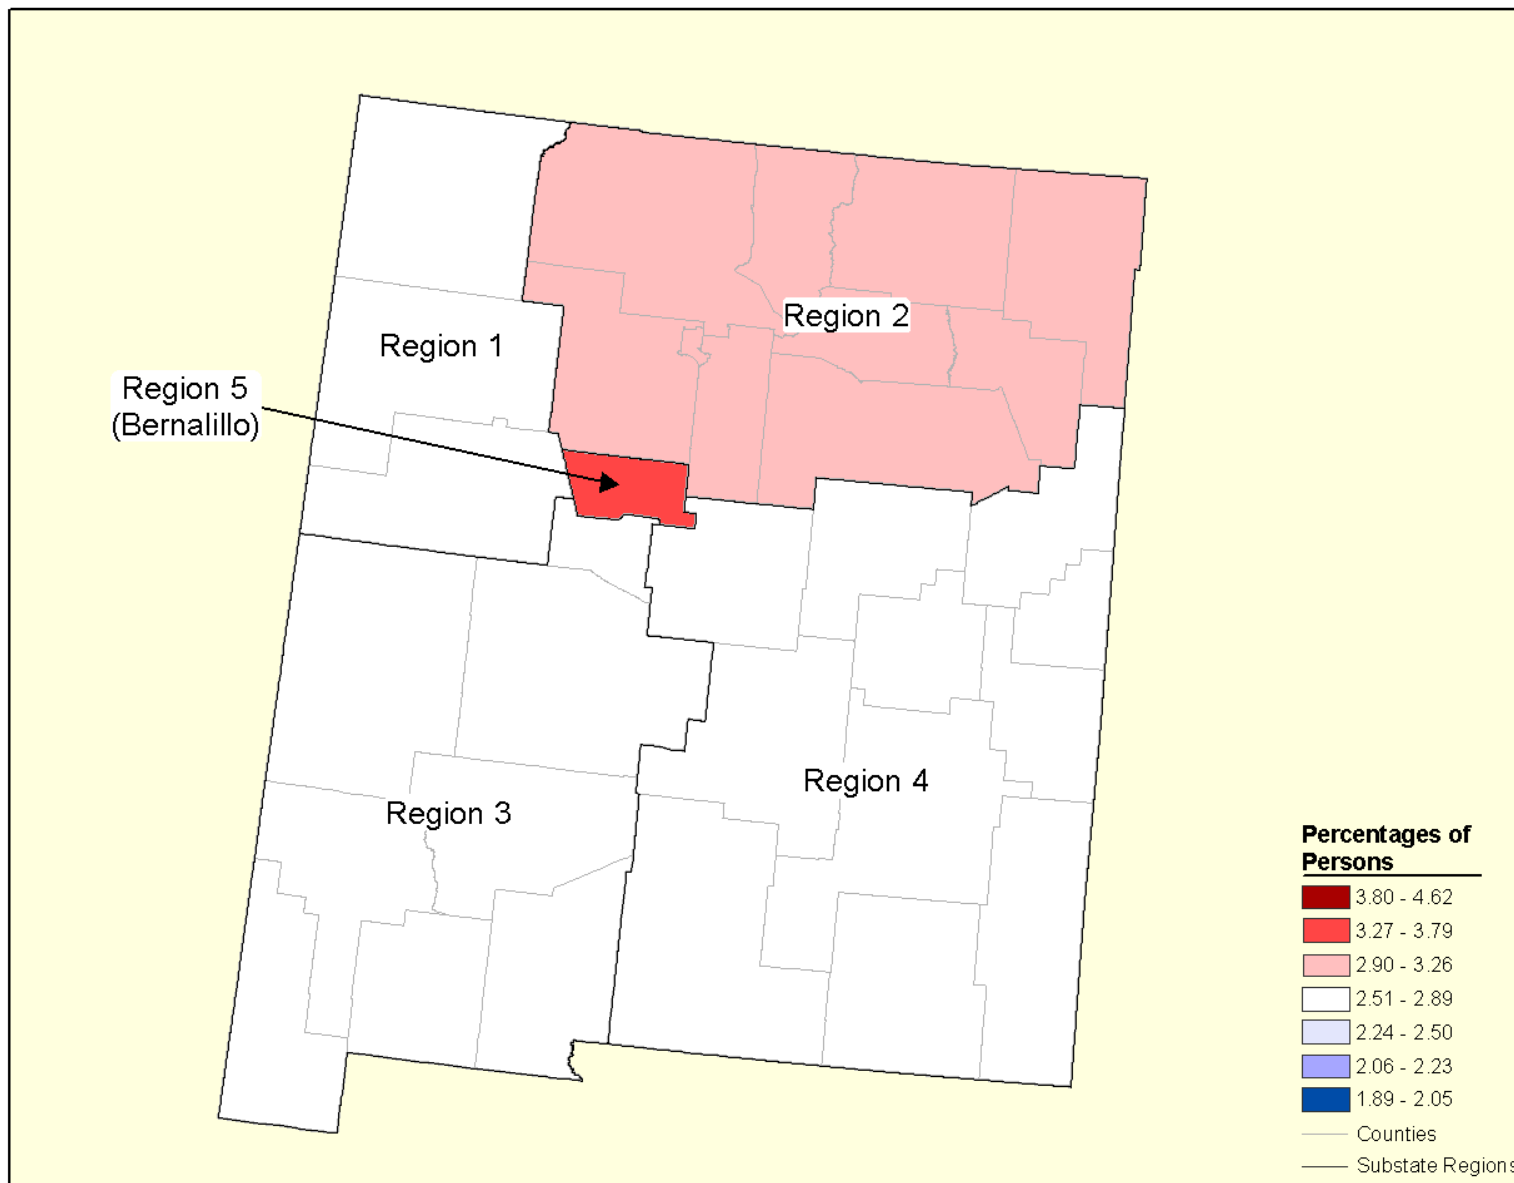 Region 2
Region 1
Region 5
(Bernalillo)
Region 4
Region 3
Percentages of
Persons
3.80 - 4.62
3.27 - 3.79
2.90 - 3.26
2.51 - 2.89
2.24 - 2.50
2.06 - 2.23
1.89 - 2.05
Counties
Substate Regions